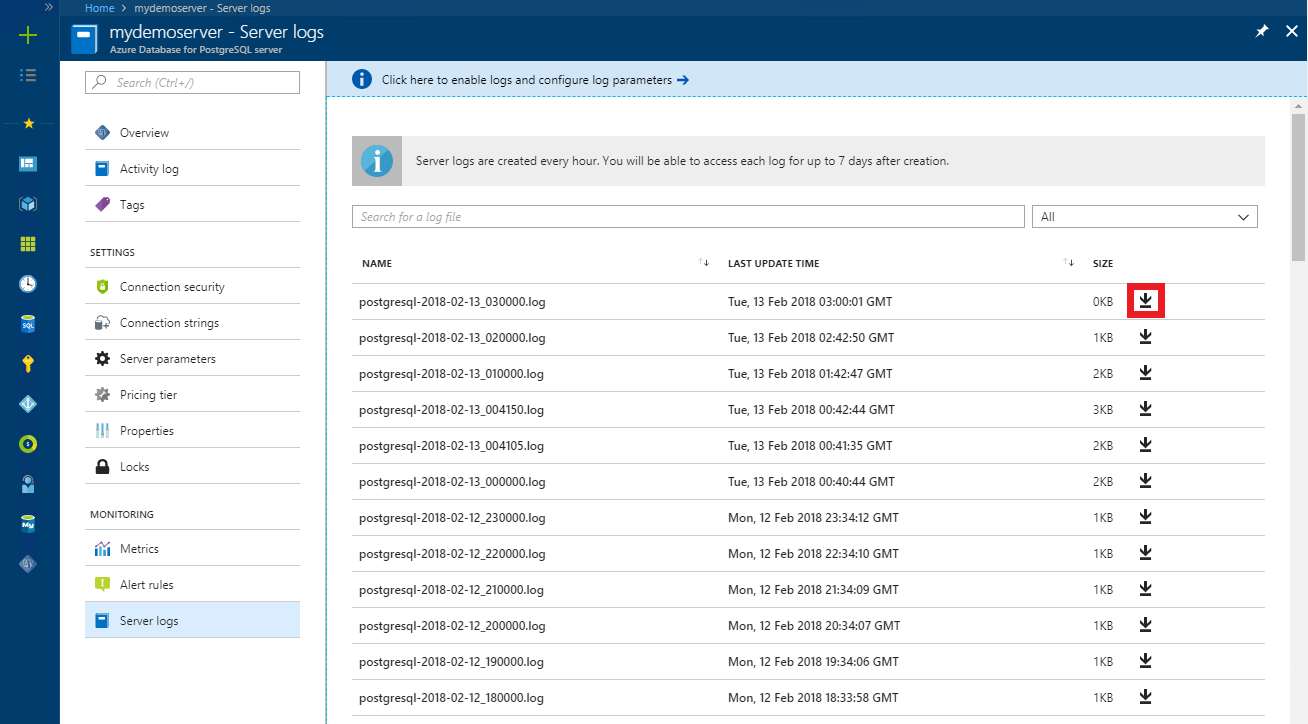 Home > mydemoserver - Server logs
mydemoserver - Server logs
Azure Database for PostgreSQL server
Search (Ctrl+/)
Overview
Activity log
Tags
SETTINGS
Connection security
Connection strings
Server parameters
Pricing tier
Properties
Locks
MONITORING
Metrics
Alert rules
Server logs
Click here to enable logs and configure log parameters →
Server logs are created every hour. You will be able to access each log for up to 7 days after creation.
Search for a log file All
NAME LAST UPDATE TIME SIZE
postgresql-2018-02-13_030000.log Tue, 13 Feb 2018 03:00:01 GMT 0KB
postgresql-2018-02-13_020000.log Tue, 13 Feb 2018 02:42:50 GMT 1KB
postgresql-2018-02-13_010000.log Tue, 13 Feb 2018 01:42:47 GMT 2KB
postgresql-2018-02-13_004150.log Tue, 13 Feb 2018 00:42:44 GMT 3KB
postgresql-2018-02-13_004105.log Tue, 13 Feb 2018 00:41:35 GMT 2KB
postgresql-2018-02-13_000000.log Tue, 13 Feb 2018 00:40:44 GMT 2KB
postgresql-2018-02-12_230000.log Mon, 12 Feb 2018 23:34:12 GMT 1KB
postgresql-2018-02-12_220000.log Mon, 12 Feb 2018 22:34:10 GMT 1KB
postgresql-2018-02-12_210000.log Mon, 12 Feb 2018 21:34:09 GMT 1KB
postgresql-2018-02-12_200000.log Mon, 12 Feb 2018 20:34:07 GMT 1KB
postgresql-2018-02-12_190000.log Mon, 12 Feb 2018 19:34:06 GMT 1KB
postgresql-2018-02-12_180000.log Mon, 12 Feb 2018 18:33:58 GMT 1KB
SQL
My